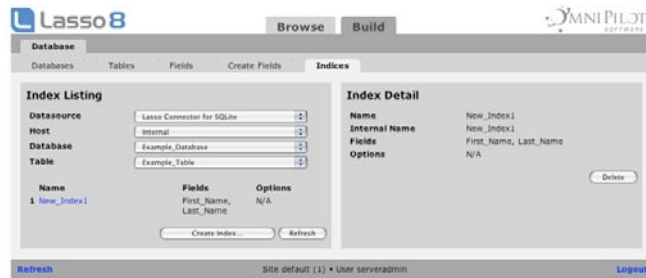 Lasso 8
Browse Build
OMNIPILOT
SOFTWARE
Database
Databases Tables Fields Create Fields Indices
Index Listing
Datasource Lasso Connector for SQLite
Host Internal
Database Example_Database
Table Example_Table
Name Fields Options
1 New_Index1 First_Name, N/A
Last_Name
Create Index... Refresh
Index Detail
Name New_Index1
Internal Name New_Index1
Fields First_Name, Last_Name
Options N/A
Delete
Refresh Site default (1) • User serveradmin Logout